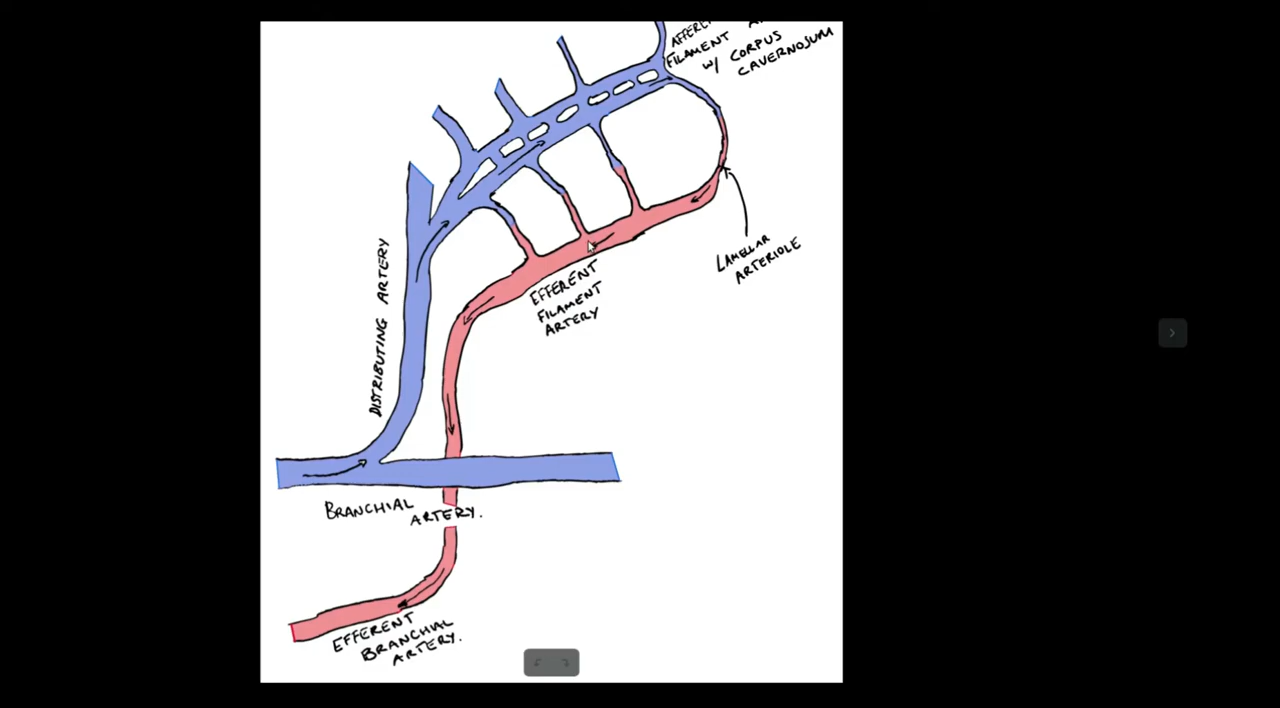 FILAMENT
W/ CORPUS
CAVERNOSUM
LAMELLAR
ARTERIOLE
DISTRIBUTING ARTERY
EFFERENT
FILAMENT
ARTERY
BRANCHIAL
ARTERY.
EFFERENT
BRANCHIAL
ARTERY.